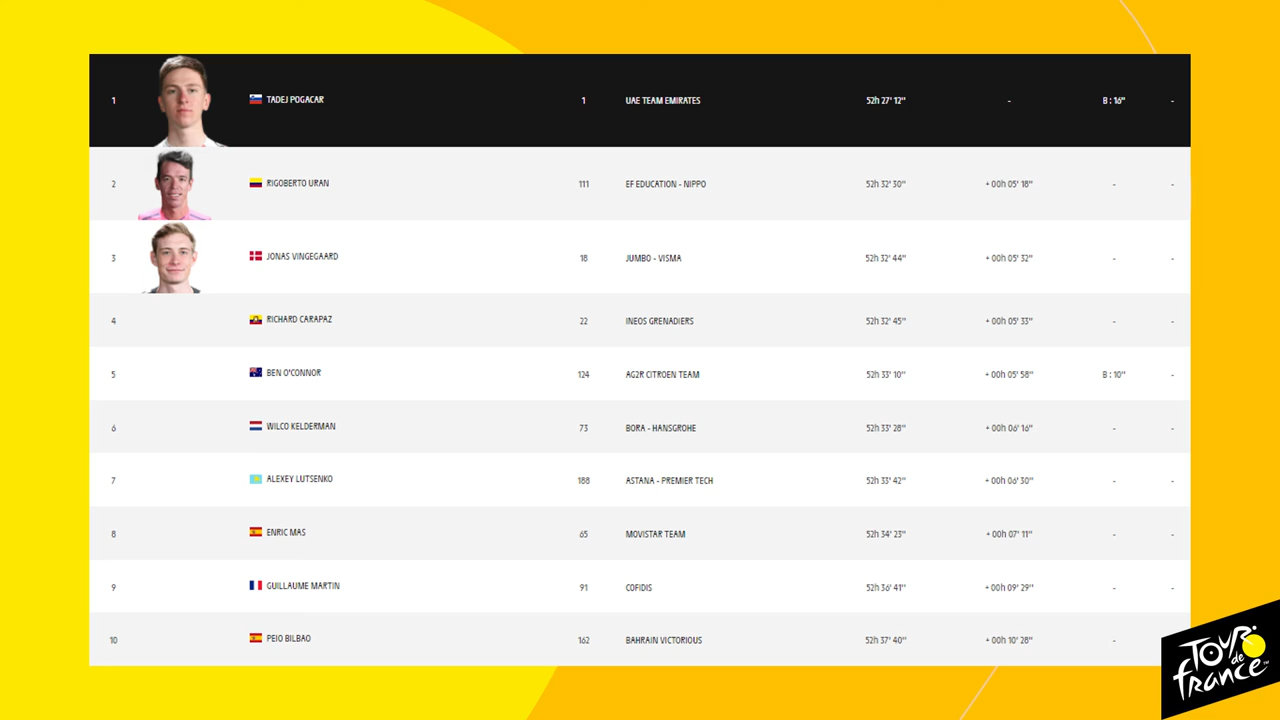 1 TADEJ POGACAR 1 UAE TEAM EMIRATES 52h 27' 12'' - B : 16'' -
2 RIGOBERTO URAN 111 EF EDUCATION - NIPPO 52h 32' 30'' + 00h 05' 18'' - -
3 JONAS VINGEGAARD 18 JUMBO - VISMA 52h 32' 44'' + 00h 05' 32'' - -
4 RICHARD CARAPAZ 22 INEOS GRENADIERS 52h 32' 45'' + 00h 05' 33'' - -
5 BEN O'CONNOR 124 AG2R CITROEN TEAM 52h 33' 10'' + 00h 05' 58'' B : 10'' -
6 WILCO KELDERMAN 73 BORA - HANSGROHE 52h 33' 28'' + 00h 06' 16'' - -
7 ALEXEY LUTSENKO 188 ASTANA - PREMIER TECH 52h 33' 42'' + 00h 06' 30'' - -
8 ENRIC MAS 65 MOVISTAR TEAM 52h 34' 23'' + 00h 07' 11'' - -
9 GUILLAUME MARTIN 91 COFIDIS 52h 36' 41'' + 00h 09' 29'' - -
10 PEIO BILBAO 162 BAHRAIN VICTORIOUS 52h 37' 40'' + 00h 10' 28'' -
TOUR
de
france™